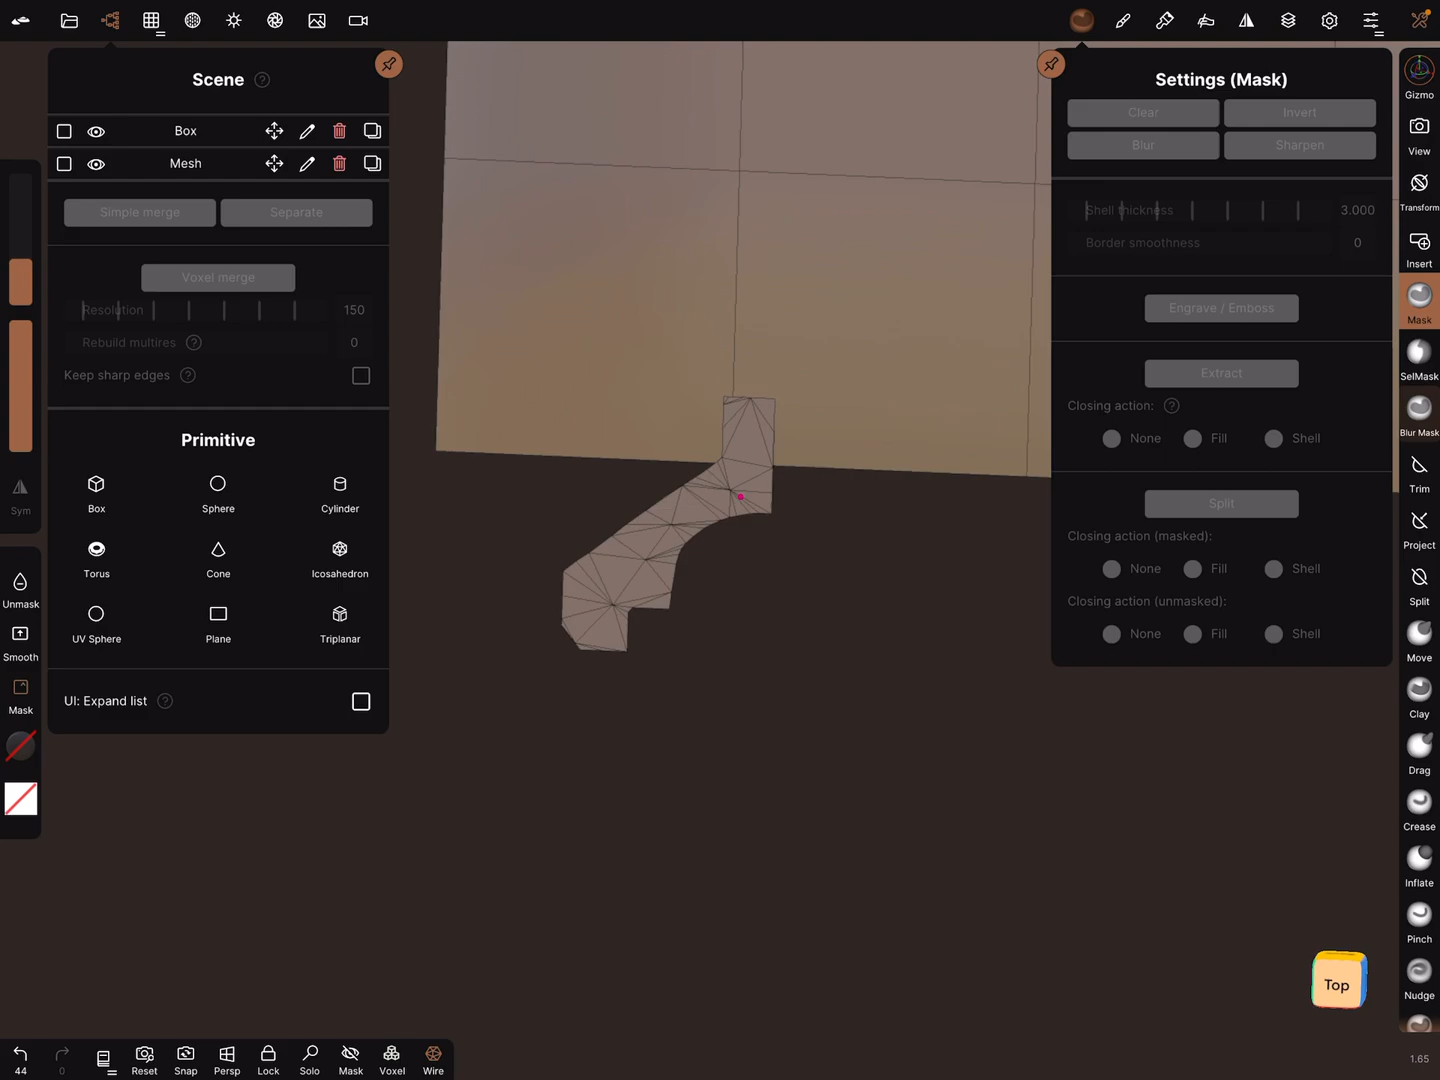 Scene
Box
Mesh
Simple merge
Separate
Voxel merge
Resolution
150
Rebuild multires
0
Keep sharp edges
Primitive
Box
Sphere
Cylinder
Torus
Cone
Icosahedron
UV Sphere
Plane
Triplanar
UI: Expand list
Sym
Unmask
Smooth
Mask
Settings (Mask)
Clear
Invert
Blur
Sharpen
Shell thickness
3.000
Border smoothness
0
Engrave / Emboss
Extract
Closing action:
None
Fill
Shell
Split
Closing action (masked):
None
Fill
Shell
Closing action (unmasked):
None
Fill
Shell
Gizmo
View
Transform
Insert
Mask
SelMask
Blur Mask
Trim
Project
Split
Move
Clay
Drag
Crease
Inflate
Pinch
Nudge
Top
44
0
Reset
Snap
Persp
Lock
Solo
Mask
Voxel
Wire
1.65